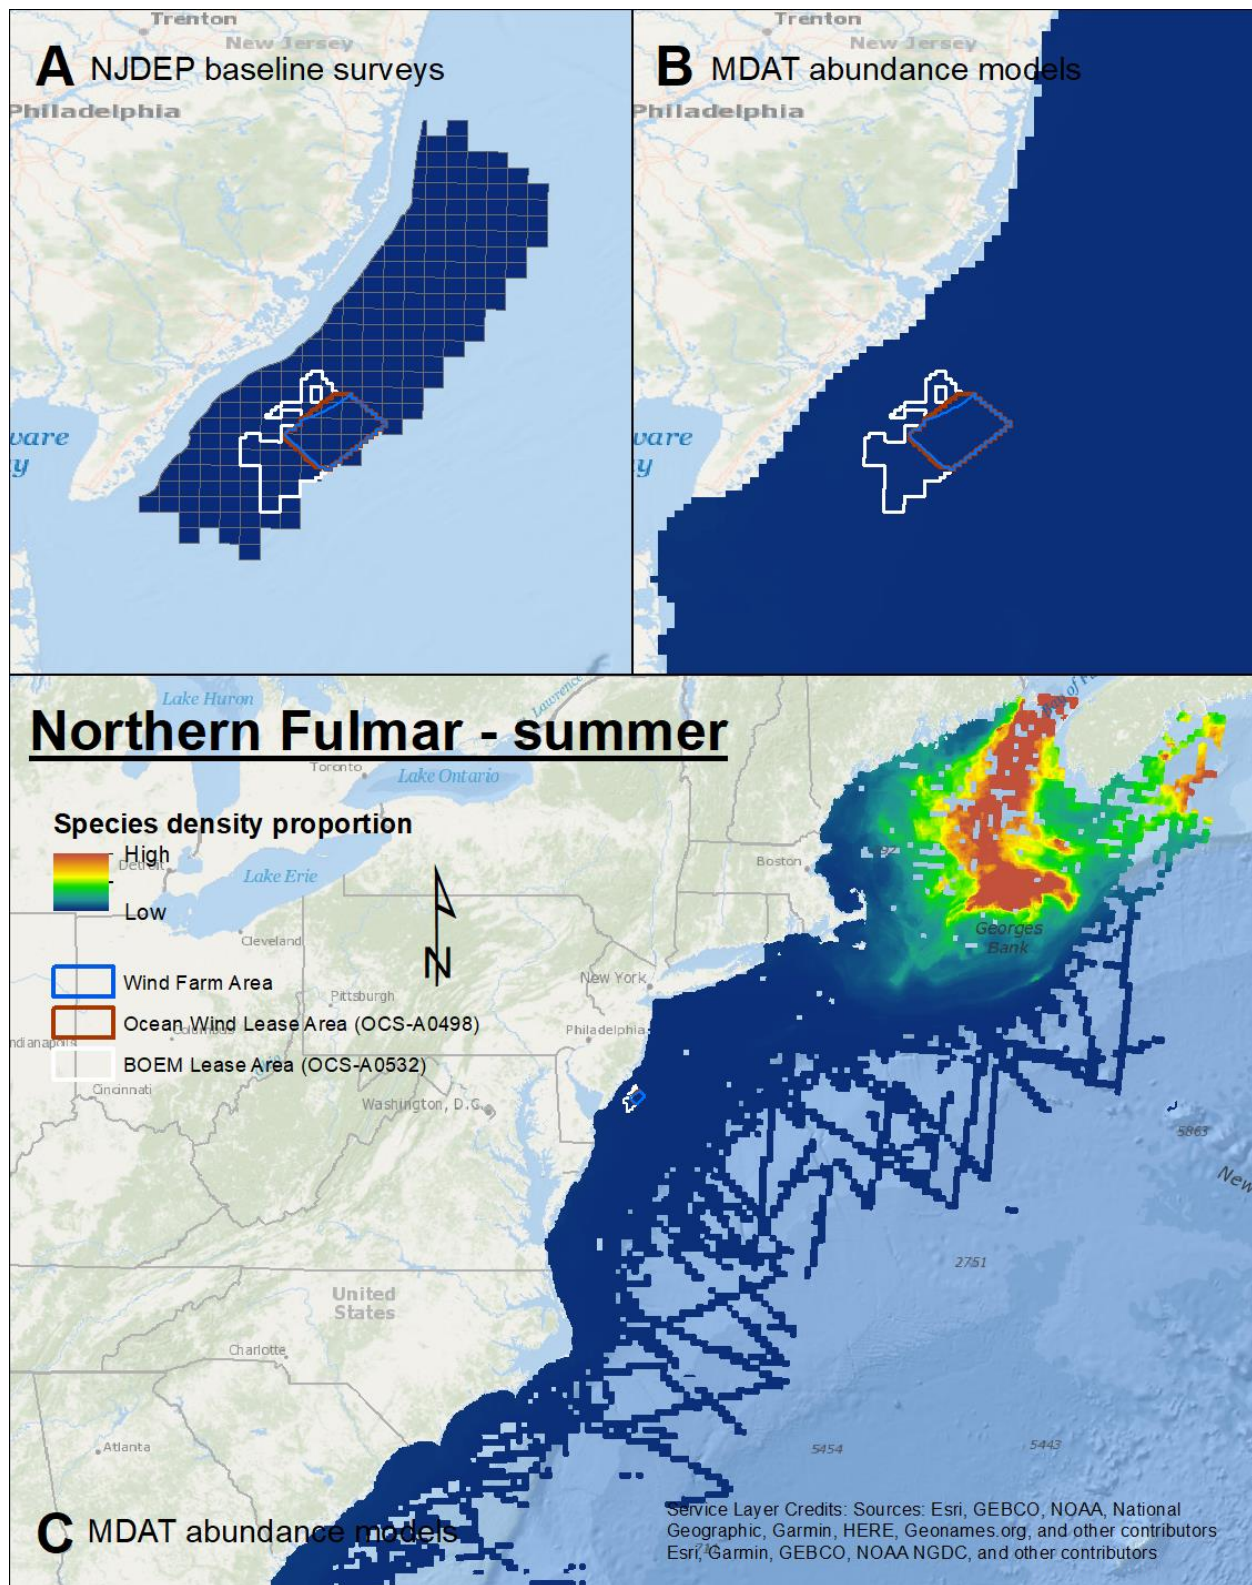 Trenton
New Jersey
A NJDEP baseline surveys
Philadelphia
ware
y
Trenton
New Jersey
B MDAT abundance models
Philadelphia
ware
y
Lake Huron
Lawrence
Northern Fulmar - summer
Toronto
Lake Ontario
Species density proportion
High
Detroit
Low
Lake Erie
Boston
Cleveland
Georges
Bank
N
New York
Wind Farm Area
Pittsburgh
Ocean Wind Lease Area (OCS-A0498)
Columbus
Philadelphia
ndianapolis
BOEM Lease Area (OCS-A0532)
Cincinnati
Washington, D.C.
5863
New
2751
United
States
Charlotte
Atlanta
5454
5443
C MDAT abundance models
Service Layer Credits: Sources: Esri, GEBCO, NOAA, National
Geographic, Garmin, HERE, Geonames.org, and other contributors
Esri, Garmin, GEBCO, NOAA NGDC, and other contributors